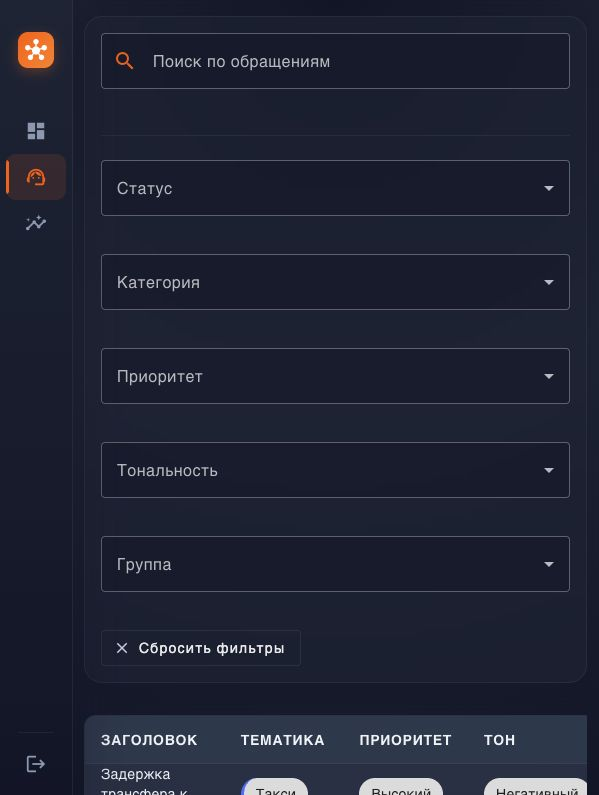 Поиск по обращениям
Статус
Категория
Приоритет
Тональность
Группа
Сбросить фильтры
ЗАГОЛОВОК ТЕМАТИКА ПРИОРИТЕТ ТОН
Задержка
трансфера к Такси Высокий Негативный